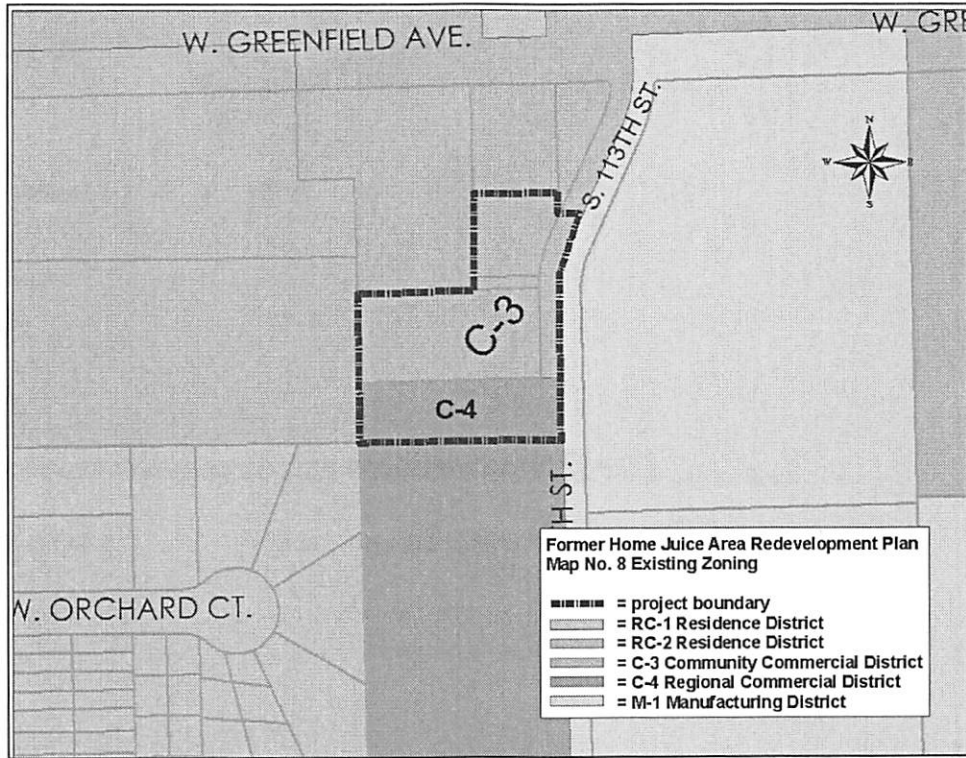 W. GREENFIELD AVE.
W. GRE
S. 113TH ST.
N
W E
S
C-3
C-4
H ST.
W. ORCHARD CT.
Former Home Juice Area Redevelopment Plan
Map No. 8 Existing Zoning
= project boundary
= RC-1 Residence District
= RC-2 Residence District
= C-3 Community Commercial District
= C-4 Regional Commercial District
= M-1 Manufacturing District